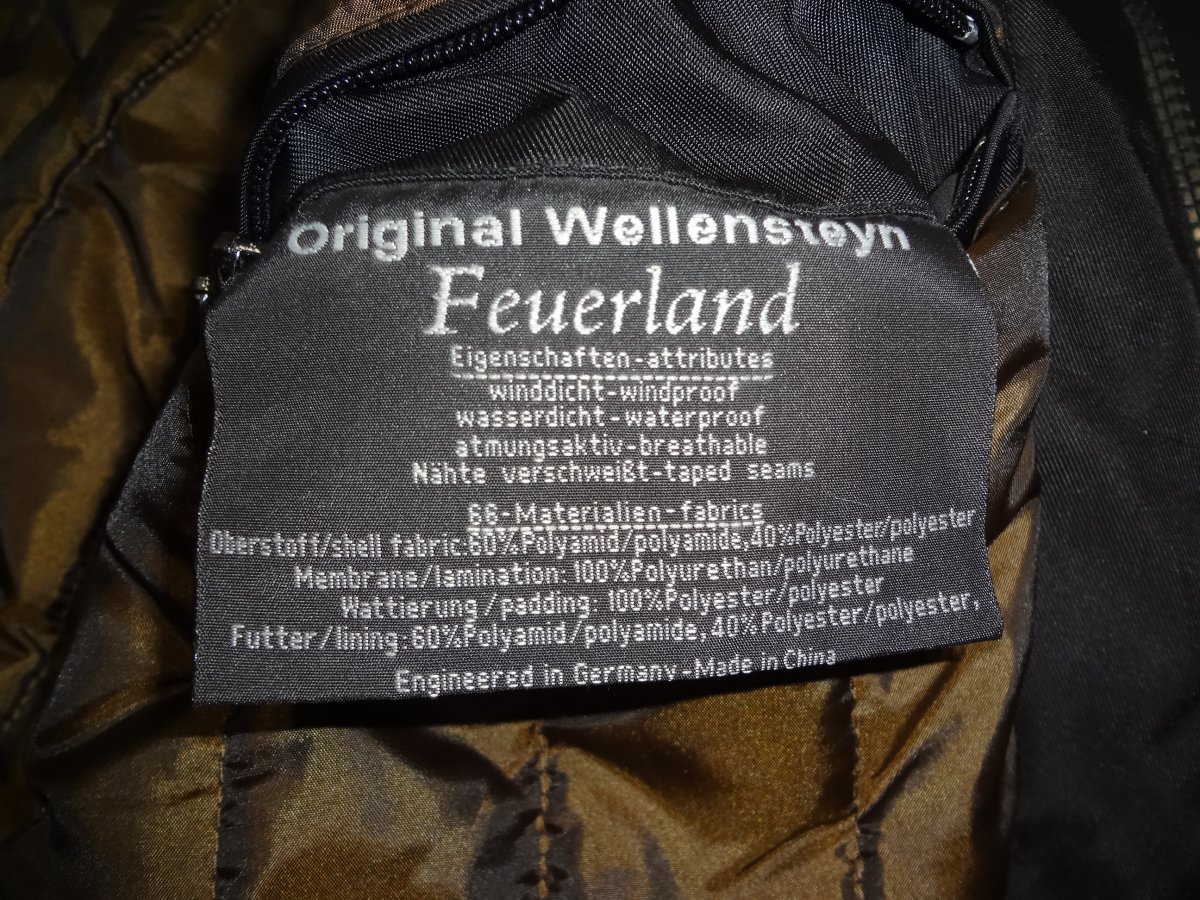 Original Wellensteyn
Feuerland
Eigenschaften-attributes
winddicht-windproof
wasserdicht-waterproof
atmungsaktiv-breathable
Nähte verschweißt-taped seams
66-Materialien-fabrics
Oberstoff/shell fabric:60%Polyamid/polyamide,40%Polyester/polyester
Membrane/lamination: 100%Polyurethan/polyurethane
Wattierung/padding: 100%Polyester/polyester
Futter/lining:60%Polyamid/polyamide,40%Polyester/polyester,
Engineered in Germany-Made in China